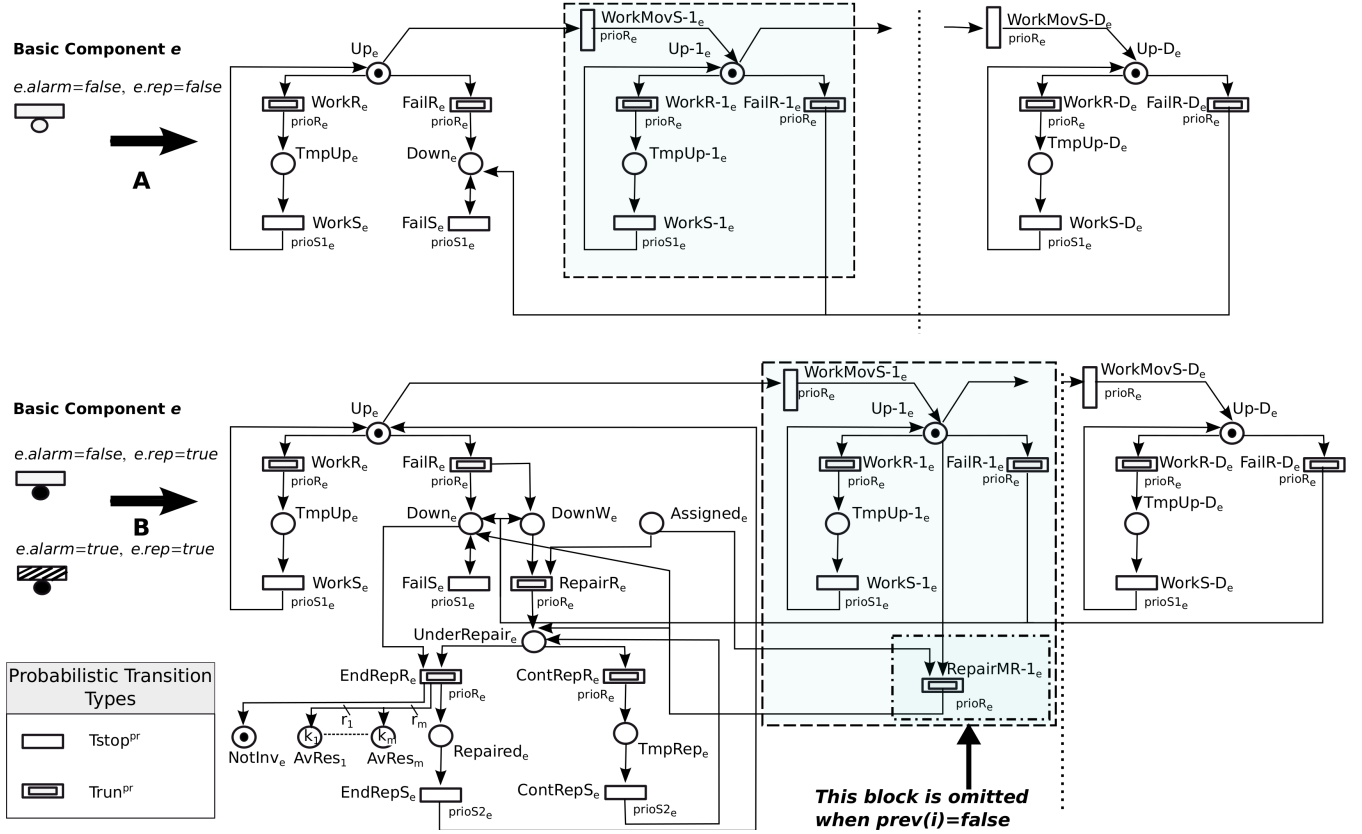 WorkMovS-1e
prioRe
WorkMovS-De
prioRe
Basic Component e
Upe
Up-1e
Up-De
e.alarm=false, e.rep=false
WorkRe
prioRe
FailRe
prioRe
WorkR-1e
prioRe
FailR-1e
prioRe
WorkR-De
prioRe
FailR-De
prioRe
A
TmpUpe
Downe
TmpUp-1e
TmpUp-De
WorkSe
prioS1e
FailSe
prioS1e
WorkS-1e
prioS1e
WorkS-De
prioS1e
WorkMovS-1e
prioRe
WorkMovS-De
prioRe
Basic Component e
Upe
Up-1e
Up-De
e.alarm=false, e.rep=true
WorkRe
prioRe
FailRe
prioRe
WorkR-1e
prioRe
FailR-1e
prioRe
WorkR-De
prioRe
FailR-De
prioRe
B
TmpUpe
Downe
DownWe
Assignede
TmpUp-1e
TmpUp-De
e.alarm=true, e.rep=true
WorkSe
prioS1e
FailSe
prioS1e
RepairRe
prioRe
WorkS-1e
prioS1e
WorkS-De
prioS1e
UnderRepaire
EndRepRe
prioRe
ContRepRe
prioRe
RepairMR-1e
prioRe
Probabilistic Transition
Types
Tstoppr
Trunpr
r1
rm
k1
km
NotInve
AvRes1
AvResm
Repairede
TmpRepe
EndRepSe
prioS2e
ContRepSe
prioS2e
This block is omitted
when prev(i)=false